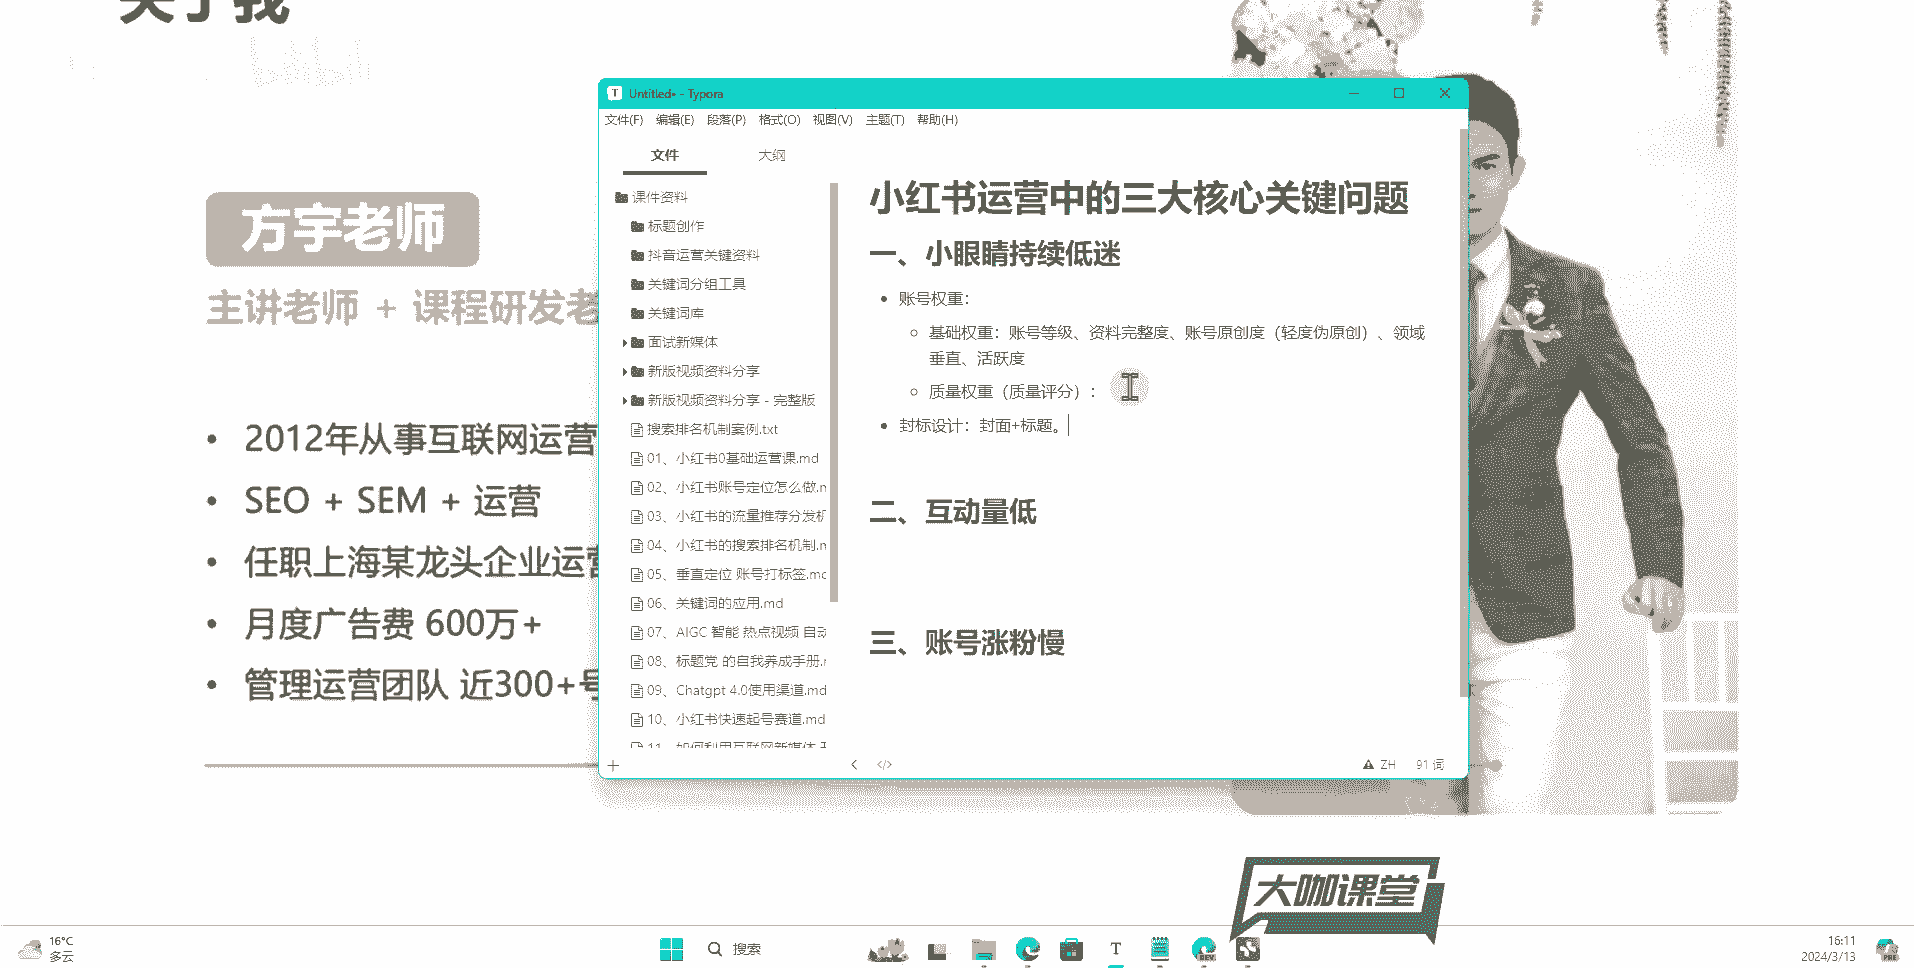 关于我
bilibili
方宇老师
主讲老师 + 课程研发老
2012年从事互联网运营
SEO + SEM + 运营
任职上海某龙头企业运营
月度广告费 600万+
管理运营团队 近300+号
Untitled• - Typora
文件(F) 编辑(E) 段落(P) 格式(O) 视图(V) 主题(T) 帮助(H)
文件 大纲
课件资料
标题创作
抖音运营关键资料
关键词分组工具
关键词库
面试新媒体
新版视频资料分享
新版视频资料分享 - 完整版
搜索排名机制案例.txt
01、小红书0基础运营课.md
02、小红书账号定位怎么做.m
03、小红书的流量推荐分发机
04、小红书的搜索排名机制.m
05、垂直定位 账号打标签.md
06、关键词的应用.md
07、AIGC 智能 热点视频 自动
08、标题党 的自我养成手册.m
09、Chatgpt 4.0使用渠道.md
10、小红书快速起号赛道.md
11、如何利用互联网新媒体
小红书运营中的三大核心关键问题
一、小眼睛持续低迷
账号权重：
基础权重：账号等级、资料完整度、账号原创度（轻度伪原创）、领域
垂直、活跃度
质量权重（质量评分）：
封标设计：封面+标题。
二、互动量低
三、账号涨粉慢
ZH 91 词
大咖课堂
16°C
多云
搜索
T
DEV
16:11
2024/3/13
PRE